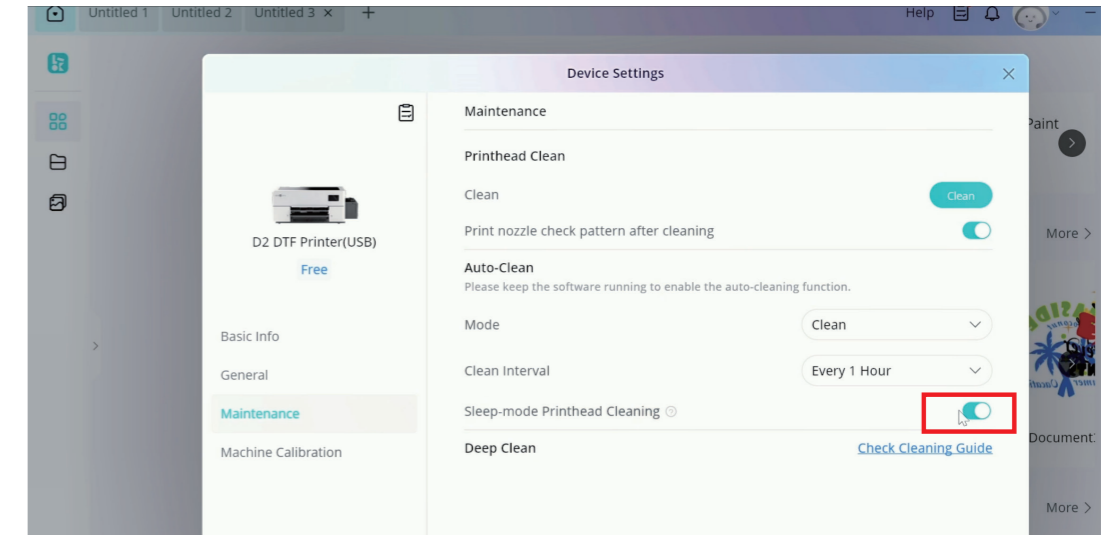 Untitled 1 Untitled 2 Untitled 3 × +
Help
Device Settings
Maintenance
Paint
Printhead Clean
Clean Clean
Print nozzle check pattern after cleaning
D2 DTF Printer(USB)
More >
Free
Auto-Clean
Please keep the software running to enable the auto-cleaning function.
Mode Clean
Basic Info
Clean Interval Every 1 Hour
General
Maintenance
Sleep-mode Printhead Cleaning
Machine Calibration
Deep Clean Check Cleaning Guide
Document
More >